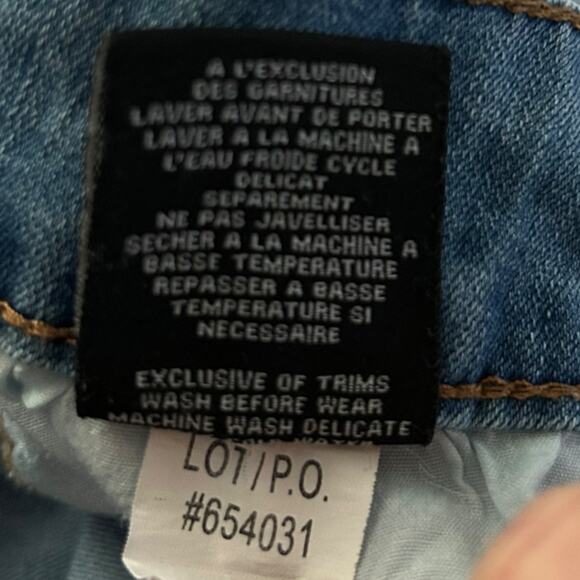 A L'EXCLUSION
DES GARNITURES
LAVER AVANT DE PORTER
LAVER A LA MACHINE A
L'EAU FROIDE CYCLE
DELICAT
SEPAREMENT
NE PAS JAVELLISER
SECHER A LA MACHINE A
BASSE TEMPERATURE
REPASSER A BASSE
TEMPERATURE SI
NECESSAIRE
EXCLUSIVE OF TRIMS
WASH BEFORE WEAR
MACHINE WASH DELICATE
COLD WATER
LOT/P.O.
#654031